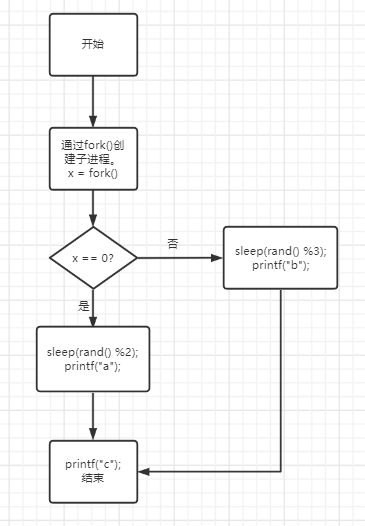 开始
通过fork()创
建子进程。
x = fork()
x == 0?
否
sleep(rand() %3);
printf("b");
是
sleep(rand() %2);
printf("a");
printf("c");
结束